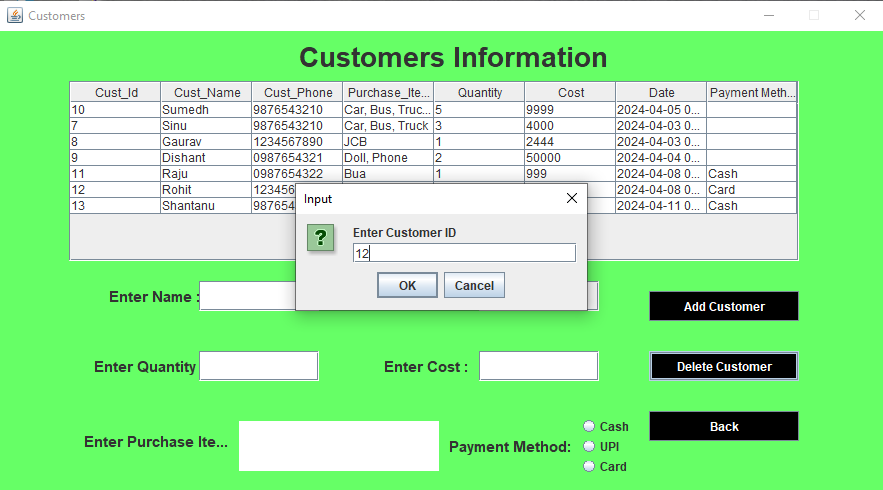 Customers
Customers Information
Cust_Id Cust_Name Cust_Phone Purchase_Ite... Quantity Cost Date Payment Meth...
10 Sumedh 9876543210 Car, Bus, Truc... 5 9999 2024-04-05 0...
7 Sinu 9876543210 Car, Bus, Truck 3 4000 2024-04-03 0...
8 Gaurav 1234567890 JCB 1 2444 2024-04-03 0...
9 Dishant 0987654321 Doll, Phone 2 50000 2024-04-04 0...
11 Raju 0987654322 Bua 1 999 2024-04-08 0... Cash
12 Rohit 123456 2024-04-08 0... Card
13 Shantanu 987654 2024-04-11 0... Cash
Input
Enter Customer ID
12
OK Cancel
Enter Name :
Add Customer
Enter Quantity Enter Cost : Delete Customer
Enter Purchase Ite... Payment Method: Cash
UPI
Card
Back